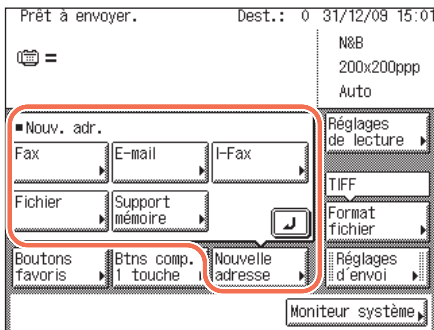 Prêt à envoyer. Dest.: 0 31/12/09 15:01
N&B
200x200ppp
Auto
■Nouv. adr.
Réglages
de lecture
Fax E-mail I-Fax
TIFF
Fichier Support
mémoire
Format
fichier
Boutons
favoris
Btns comp.
1 touche
Nouvelle
adresse
Réglages
d'envoi
Moniteur système